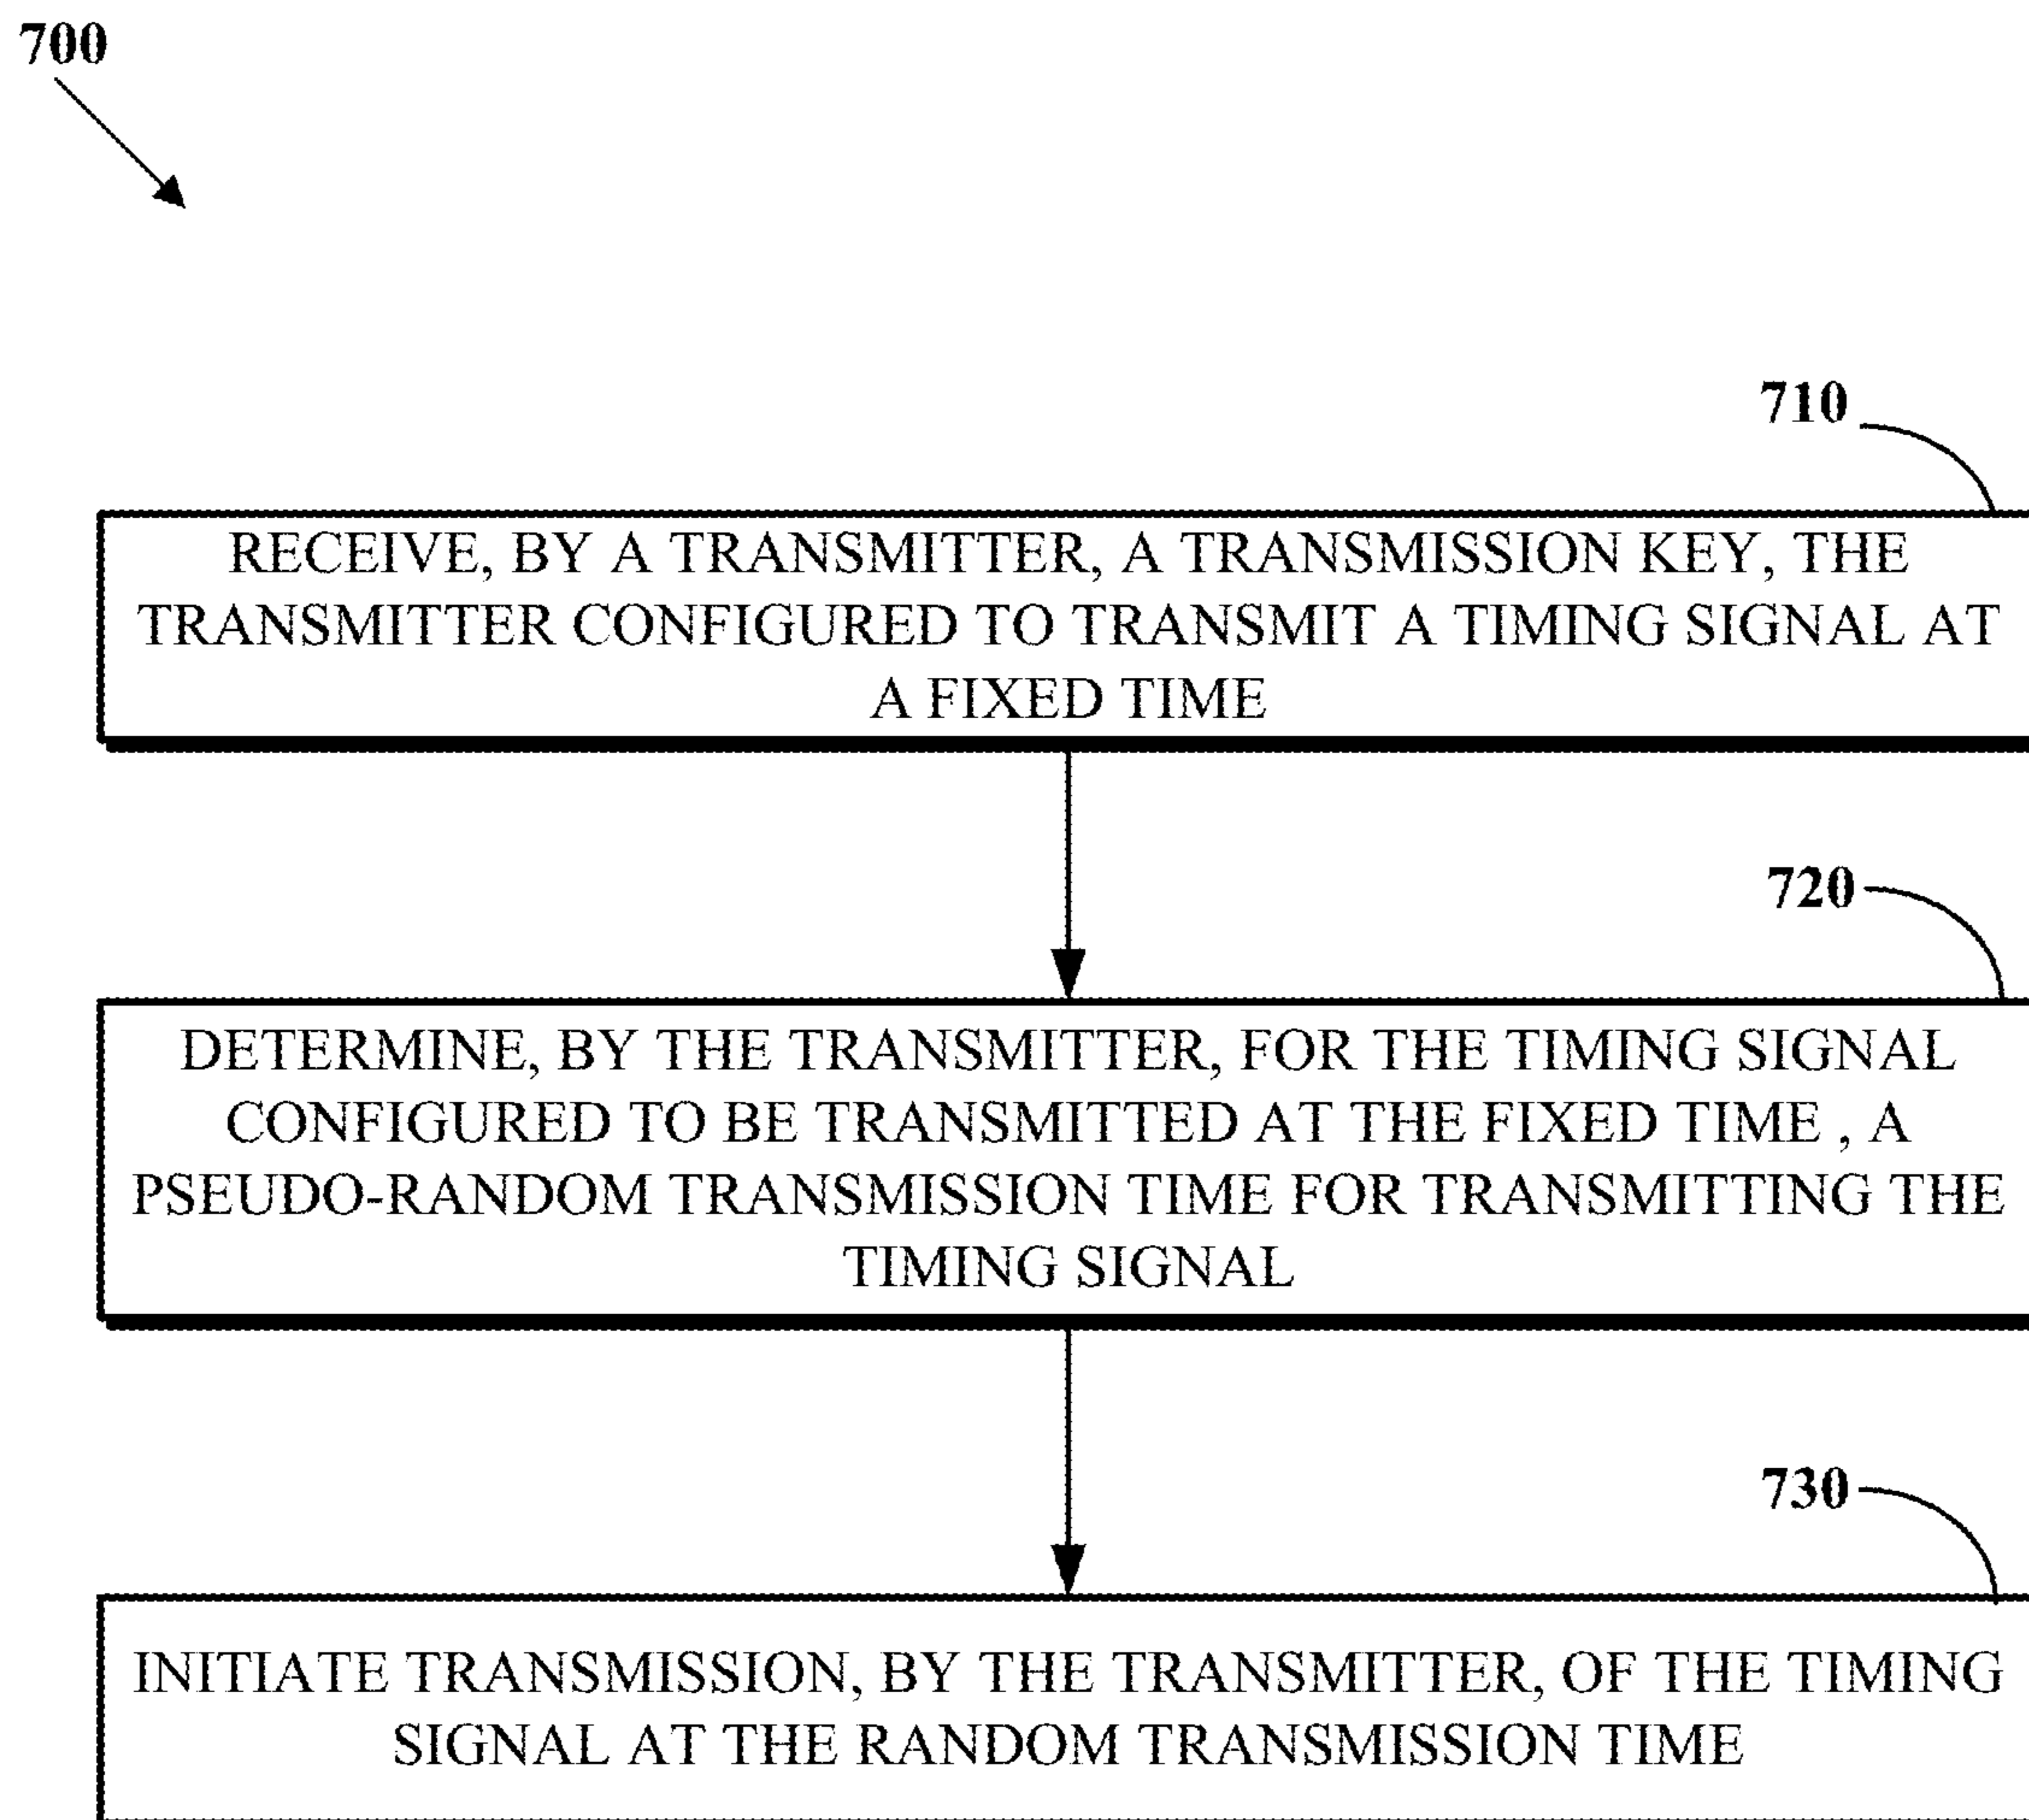 700
710
RECEIVE, BY A TRANSMITTER, A TRANSMISSION KEY, THE
TRANSMITTER CONFIGURED TO TRANSMIT A TIMING SIGNAL AT
A FIXED TIME
720
DETERMINE, BY THE TRANSMITTER, FOR THE TIMING SIGNAL
CONFIGURED TO BE TRANSMITTED AT THE FIXED TIME , A
PSEUDO-RANDOM TRANSMISSION TIME FOR TRANSMITTING THE
TIMING SIGNAL
730
INITIATE TRANSMISSION, BY THE TRANSMITTER, OF THE TIMING
SIGNAL AT THE RANDOM TRANSMISSION TIME